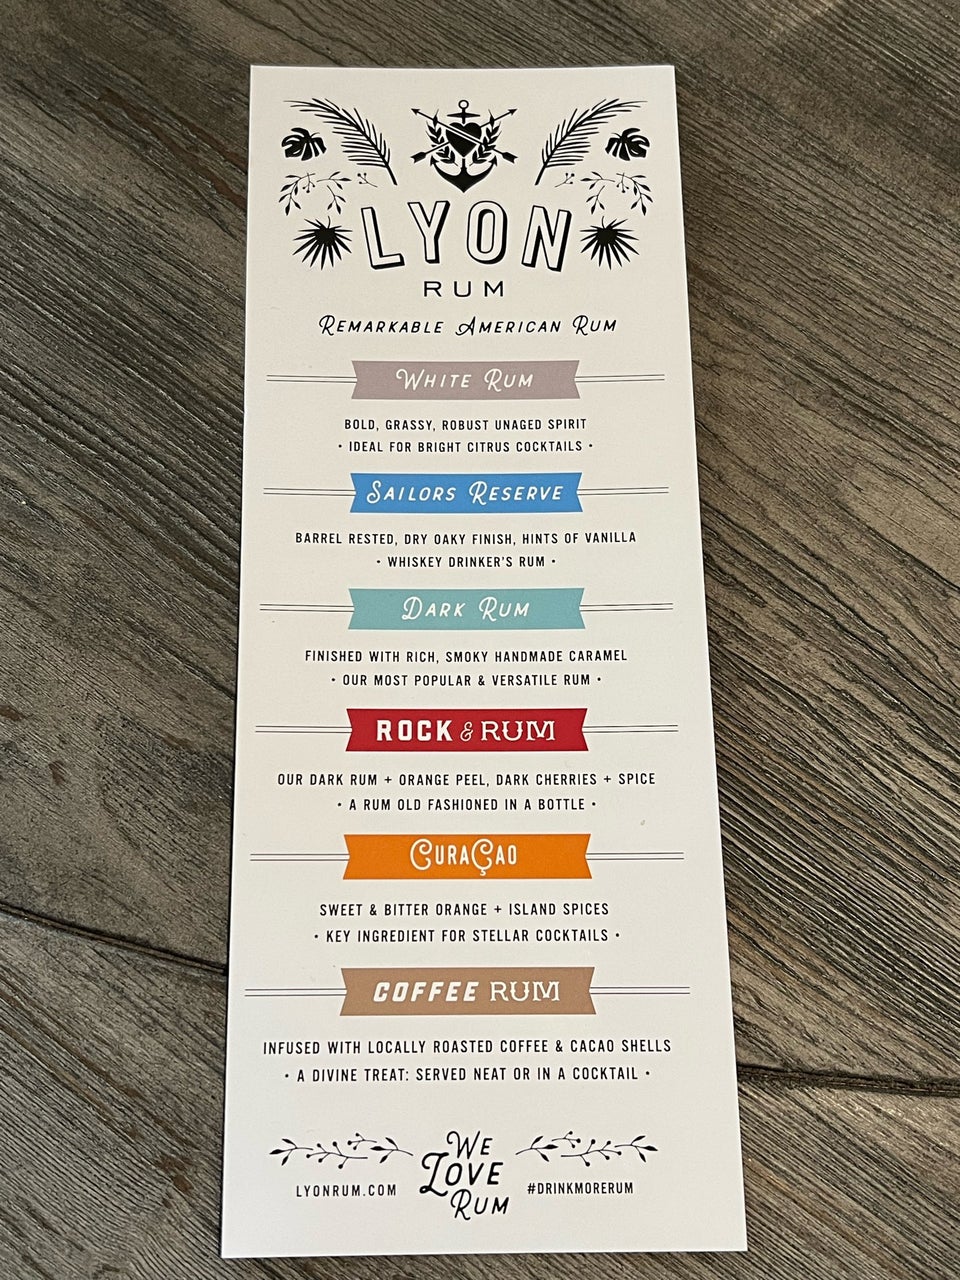 LYON
RUM
REMARKABLE AMERICAN RUM
WHITE RUM
BOLD, GRASSY, ROBUST UNAGED SPIRIT
• IDEAL FOR BRIGHT CITRUS COCKTAILS •
SAILORS RESERVE
BARREL RESTED, DRY OAKY FINISH, HINTS OF VANILLA
• WHISKEY DRINKER'S RUM •
DARK RUM
FINISHED WITH RICH, SMOKY HANDMADE CARAMEL
• OUR MOST POPULAR & VERSATILE RUM •
ROCK & RUM
OUR DARK RUM + ORANGE PEEL, DARK CHERRIES + SPICE
• A RUM OLD FASHIONED IN A BOTTLE •
CURAÇAO
SWEET & BITTER ORANGE + ISLAND SPICES
• KEY INGREDIENT FOR STELLAR COCKTAILS •
COFFEE RUM
INFUSED WITH LOCALLY ROASTED COFFEE & CACAO SHELLS
• A DIVINE TREAT: SERVED NEAT OR IN A COCKTAIL •
WE
LOVE
RUM
LYONRUM.COM
#DRINKMORERUM